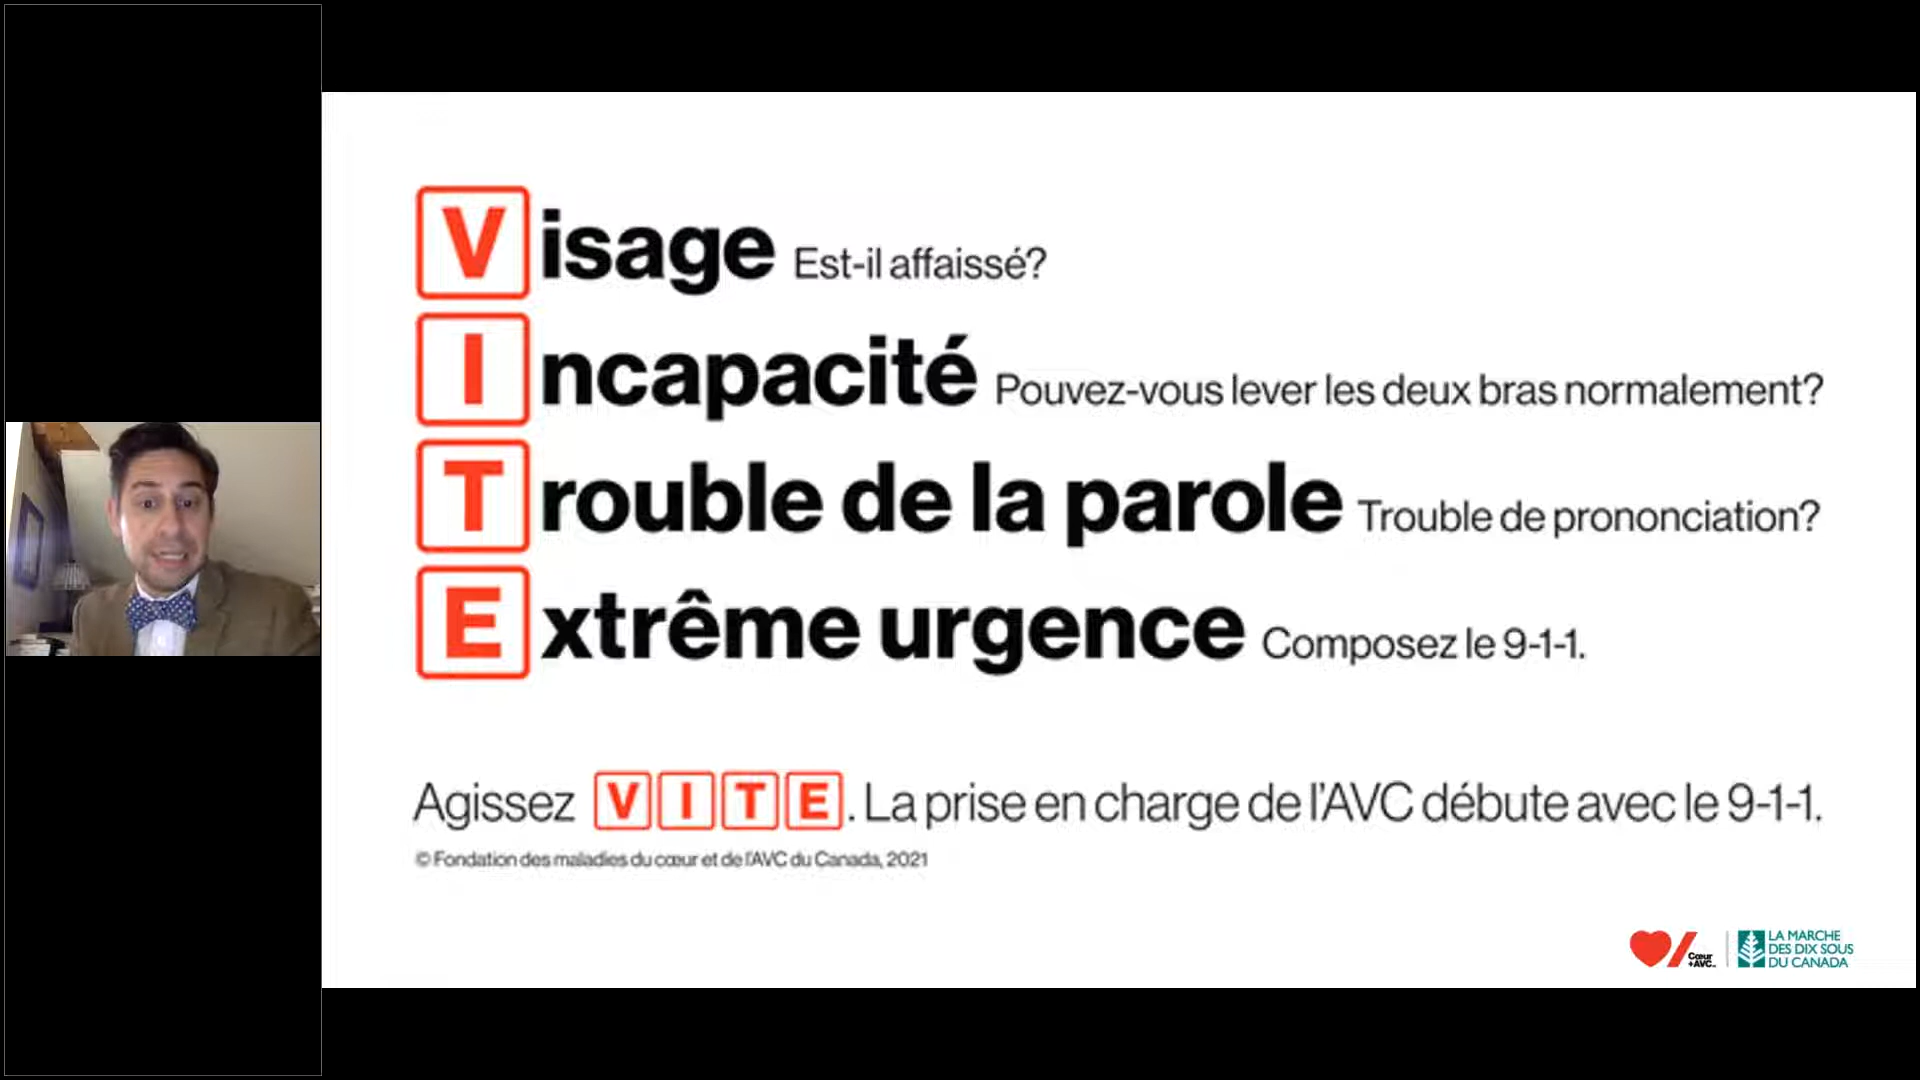 Visage Est-il affaissé?
Incapacité Pouvez-vous lever les deux bras normalement?
Trouble de la parole Trouble de prononciation?
Extrême urgence Composez le 9-1-1.
Agissez VITE. La prise en charge de l'AVC débute avec le 9-1-1.
© Fondation des maladies du cœur et de l'AVC du Canada, 2021
Cœur
+AVC™
LA MARCHE
DES DIX SOUS
DU CANADA